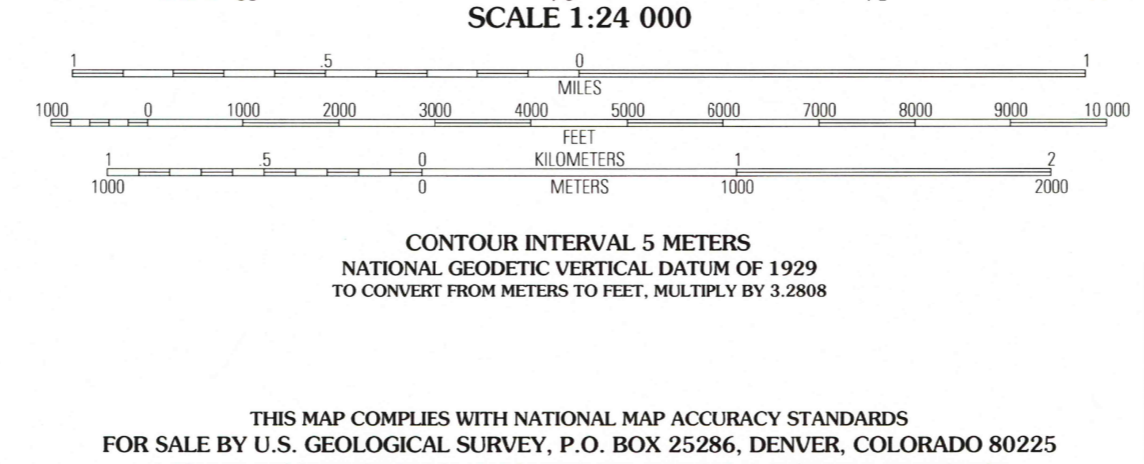 SCALE 1:24 000
1 .5 0 1
MILES
1000 0 1000 2000 3000 4000 5000 6000 7000 8000 9000 10 000
FEET
1 .5 0 KILOMETERS 1 2
1000 0 METERS 1000 2000
CONTOUR INTERVAL 5 METERS
NATIONAL GEODETIC VERTICAL DATUM OF 1929
TO CONVERT FROM METERS TO FEET, MULTIPLY BY 3.2808
THIS MAP COMPLIES WITH NATIONAL MAP ACCURACY STANDARDS
FOR SALE BY U.S. GEOLOGICAL SURVEY, P.O. BOX 25286, DENVER, COLORADO 80225